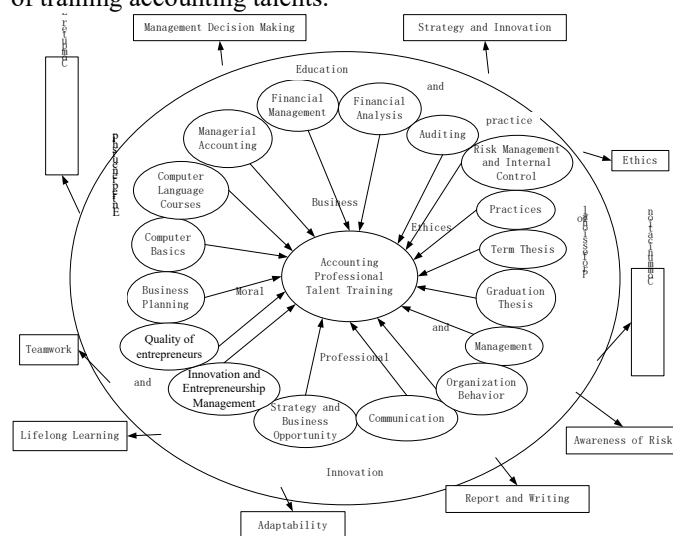 of training accounting talents.
Management Decision Making
Strategy and Innovation
Education
and
Financial
Management
Financial
Analysis
practice
Managerial
Accounting
Auditing
Risk Management
and Internal
Control
Ethics
Computer
Language
Courses
Business
Practices
Ethices
Computer
Basics
Accounting
Professional
Talent Training
Term Thesis
Business
Planning
Moral
Graduation
Thesis
Teamwork
Quality of
entrepreneurs
and
Management
and
Innovation and
Entrepreneurship
Management
Professional
Organization
Behavior
Strategy and
Business
Opportunity
Communication
Lifelong Learning
Awareness of Risk
Innovation
Report and Writing
Adaptability